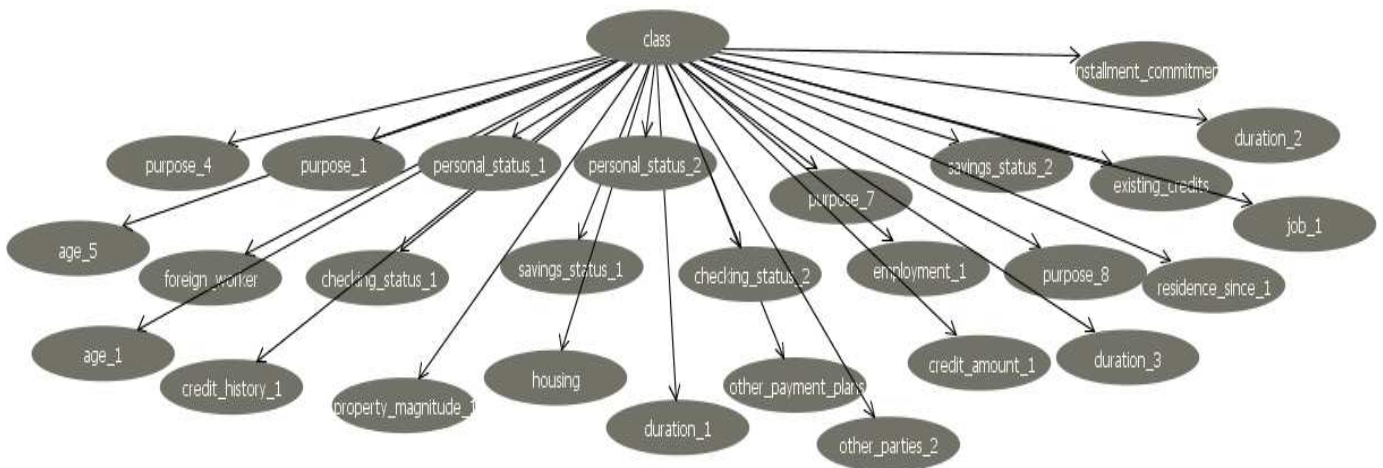 class
nstallment_commitmen
duration_2
purpose_4
purpose_1
personal_status_1
personal_status_2
savings_status_2
existing_credits
purpose_7
job_1
age_5
foreign_worker
checking_status_1
savings_status_1
checking_status_2
employment_1
purpose_8
residence_since_1
age_1
credit_history_1
property_magnitude_1
housing
other_payment_plans
credit_amount_1
duration_3
duration_1
other_parties_2